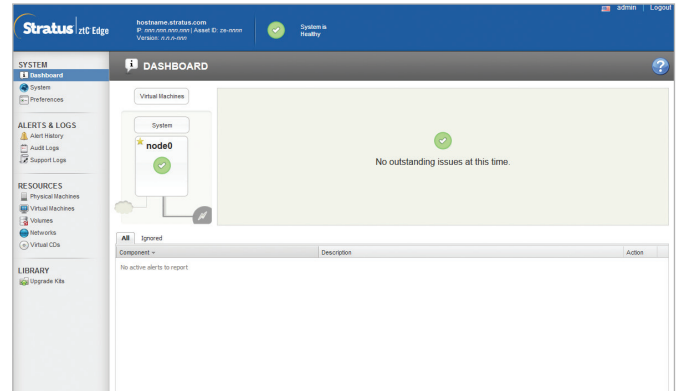 admin | Logout
Stratus ztC Edge
hostname.stratus.com
IP: nnn.nnn.nnn.nnn | Asset ID: ze-nnnn
Version: n.n.n-nnn
System is
Healthy
SYSTEM
Dashboard
System
Preferences
ALERTS & LOGS
Alert History
Audit Logs
Support Logs
RESOURCES
Physical Machines
Virtual Machines
Volumes
Networks
Virtual CDs
LIBRARY
Upgrade Kits
DASHBOARD
?
Virtual Machines
System
node0
No outstanding issues at this time.
All Ignored
Component Description Action
No active alerts to report